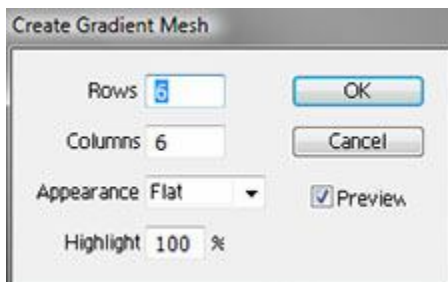 Create Gradient Mesh
Rows 6 OK
Columns 6 Cancel
Appearance Flat Preview
Highlight 100 %